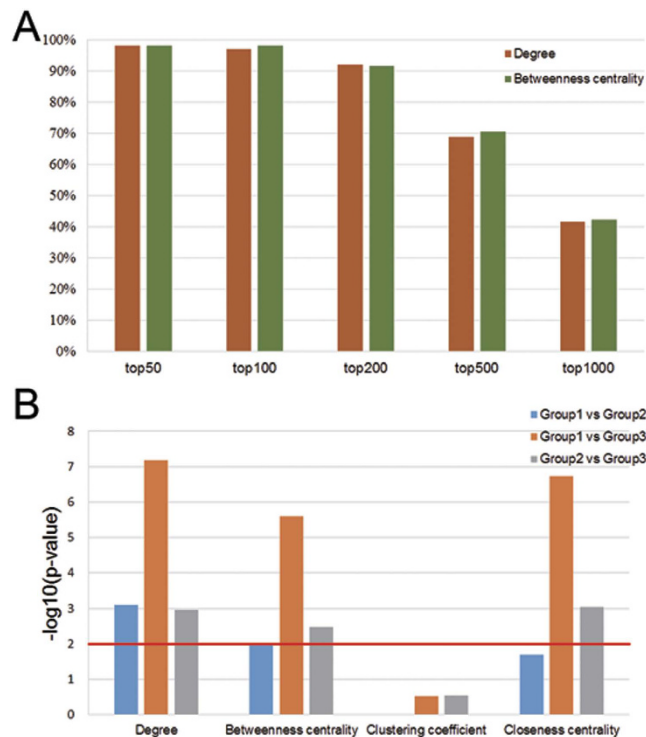 A
100%
90%
80%
70%
60%
50%
40%
30%
20%
10%
0%
Degree
Betweenness centrality
top50 top100 top200 top500 top1000
B
Group1 vs Group2
Group1 vs Group3
Group2 vs Group3
-log10(p-value)
8
7
6
5
4
3
2
1
0
Degree Betweenness centrality Clustering coefficient Closeness centrality